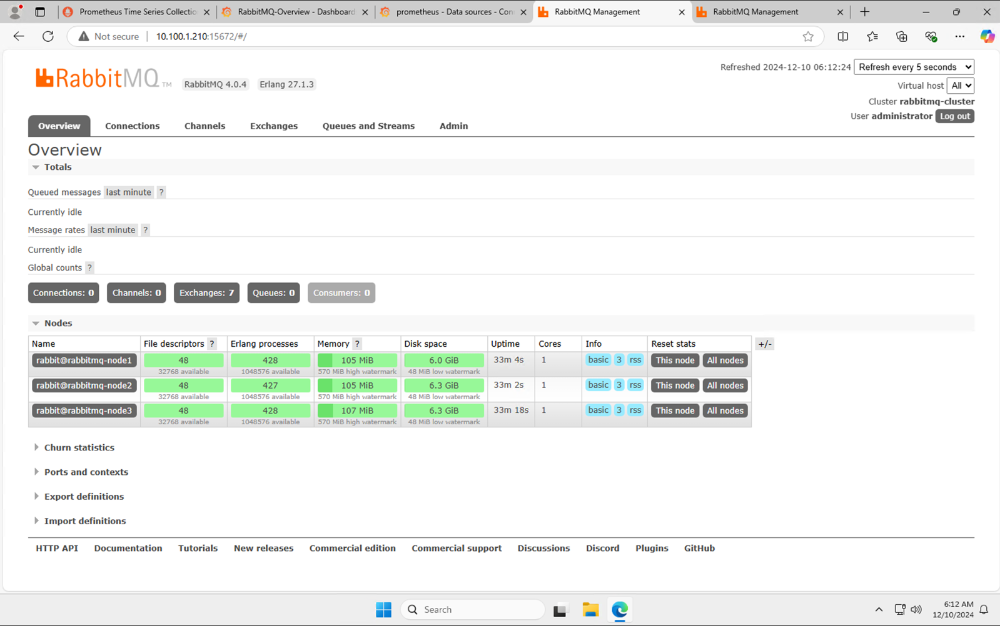 Prometheus Time Series Collectio
RabbitMQ-Overview - Dashboard
prometheus - Data sources - Con
RabbitMQ Management
RabbitMQ Management
Not secure
10.100.1.210:15672/#/
RabbitMQ TM
RabbitMQ 4.0.4
Erlang 27.1.3
Refreshed 2024-12-10 06:12:24
Refresh every 5 seconds
Virtual host All
Cluster rabbitmq-cluster
User administrator Log out
Overview Connections Channels Exchanges Queues and Streams Admin
Overview
Totals
Queued messages last minute ?
Currently idle
Message rates last minute ?
Currently idle
Global counts ?
Connections: 0 Channels: 0 Exchanges: 7 Queues: 0 Consumers: 0
Nodes
Name File descriptors ? Erlang processes Memory ? Disk space Uptime Cores Info Reset stats +/-
rabbit@rabbitmq-node1 48 428 105 MiB 6.0 GiB 33m 4s 1 basic 3 rss This node All nodes
32768 available 1048576 available 570 MiB high watermark 48 MiB low watermark
rabbit@rabbitmq-node2 48 427 105 MiB 6.3 GiB 33m 2s 1 basic 3 rss This node All nodes
32768 available 1048576 available 570 MiB high watermark 48 MiB low watermark
rabbit@rabbitmq-node3 48 428 107 MiB 6.3 GiB 33m 18s 1 basic 3 rss This node All nodes
32768 available 1048576 available 570 MiB high watermark 48 MiB low watermark
Churn statistics
Ports and contexts
Export definitions
Import definitions
HTTP API Documentation Tutorials New releases Commercial edition Commercial support Discussions Discord Plugins GitHub
Search
6:12 AM
12/10/2024